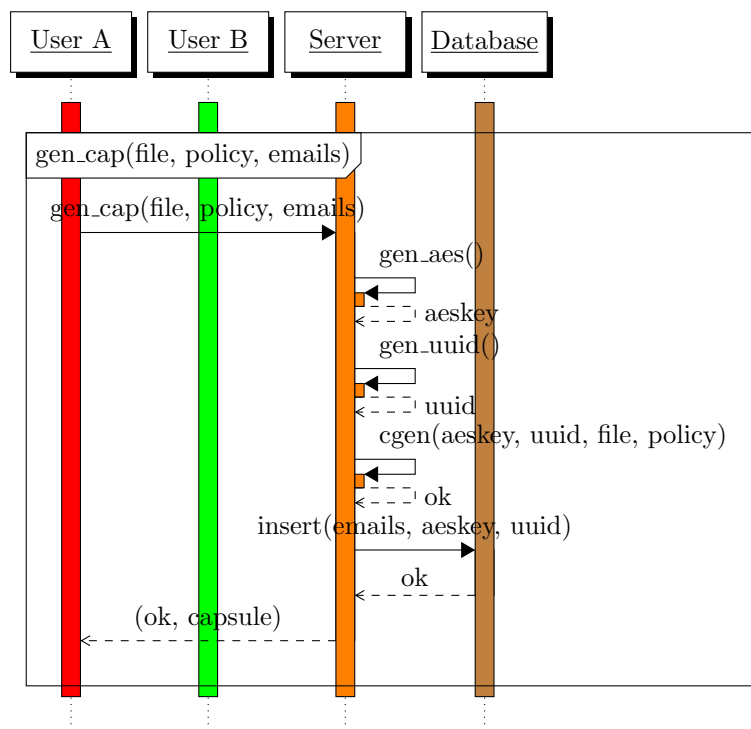 User A
User B
Server
Database
gen_cap(file, policy, emails)
gen_cap(file, policy, emails)
gen_aes()
aeskey
gen_uuid()
uuid
cgen(aeskey, uuid, file, policy)
ok
insert(emails, aeskey, uuid)
ok
(ok, capsule)